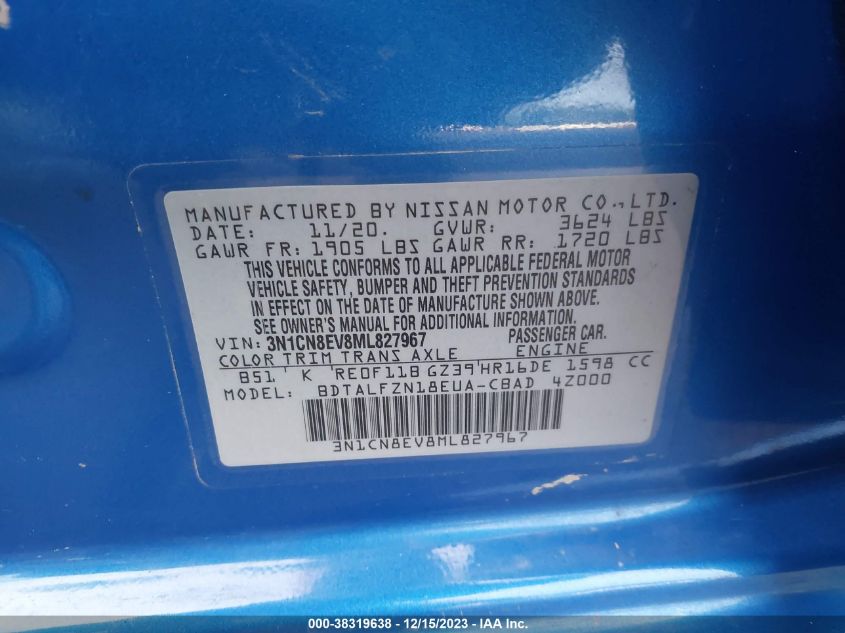 MANUFACTURED BY NISSAN MOTOR CO.,LTD.
DATE: 11/20. GVWR: 3624 LBS
GAWR FR: 1905 LBS GAWR RR: 1720 LBS
THIS VEHICLE CONFORMS TO ALL APPLICABLE FEDERAL MOTOR
VEHICLE SAFETY, BUMPER AND THEFT PREVENTION STANDARDS
IN EFFECT ON THE DATE OF MANUFACTURE SHOWN ABOVE.
SEE OWNER'S MANUAL FOR ADDITIONAL INFORMATION.
VIN: 3N1CN8EV8ML827967 PASSENGER CAR.
COLOR TRIM TRANS AXLE ENGINE
B51 K RE0F11B GZ39 HR16DE 1598 CC
MODEL: BDTALFZN18EUA-CBAD 4Z000
3N1CN8EV8ML827967
000-38319638 - 12/15/2023 - IAAI.com